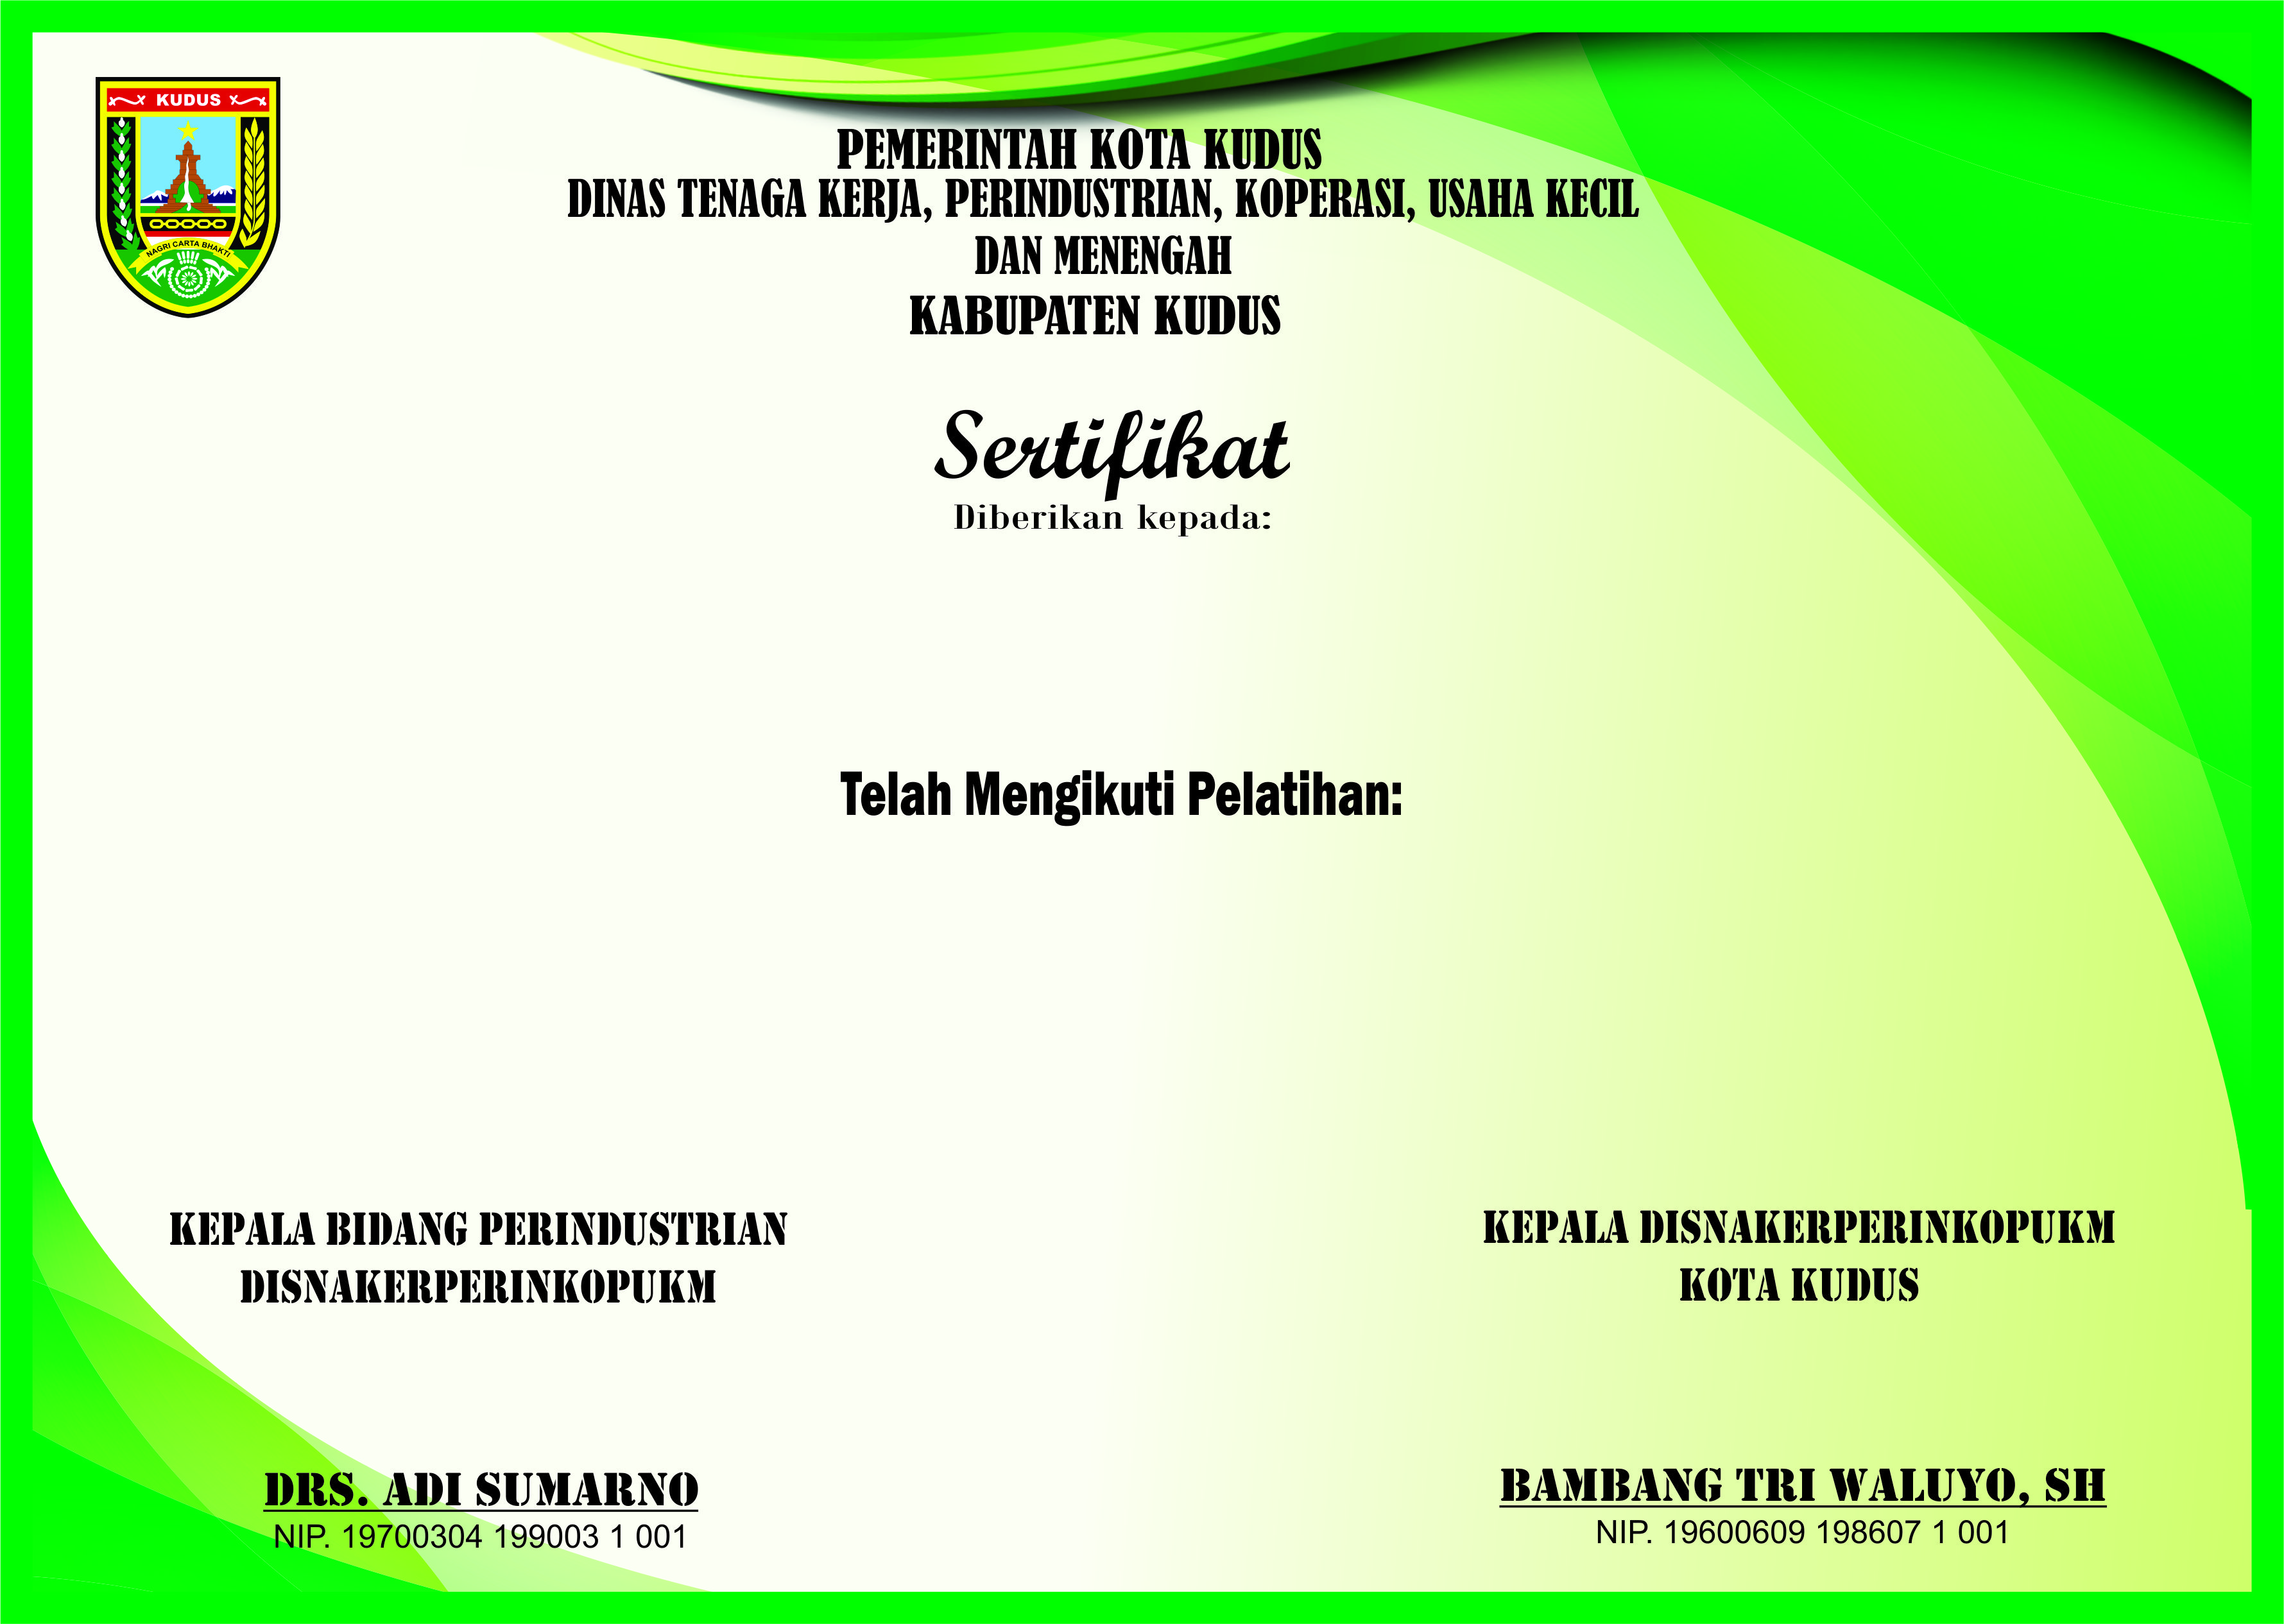 KUDUS
NAGRI CARTA BHAKTI
PEMERINTAH KOTA KUDUS
DINAS TENAGA KERJA, PERINDUSTRIAN, KOPERASI, USAHA KECIL
DAN MENENGAH
KABUPATEN KUDUS
Sertifikat
Diberikan kepada:
Telah Mengikuti Pelatihan:
KEPALA BIDANG PERINDUSTRIAN
DISNAKERPERINKOPUKM
DRS. ADI SUMARNO
NIP. 19700304 199003 1 001
KEPALA DISNAKERPERINKOPUKM
KOTA KUDUS
BAMBANG TRI WALUYO, SH
NIP. 19600609 198607 1 001